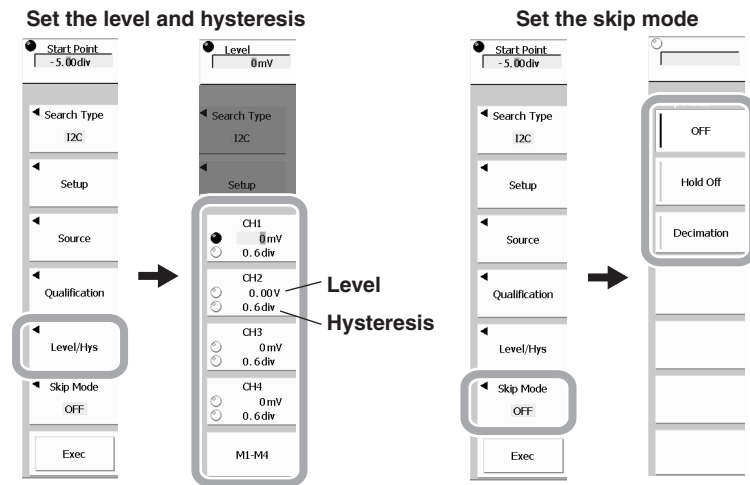 Set the level and hysteresis
Start Point
-5.00div
Search Type
I2C
Setup
Source
Qualification
Level/Hys
Skip Mode
OFF
Exec
Level
0mV
Search Type
I2C
Setup
CH1
0mV
0.6div
CH2
0.00V
0.6div
CH3
0mV
0.6div
CH4
0mV
0.6div
M1-M4
Level
Hysteresis
Set the skip mode
Start Point
-5.00div
Search Type
I2C
Setup
Source
Qualification
Level/Hys
Skip Mode
OFF
Exec
OFF
Hold Off
Decimation